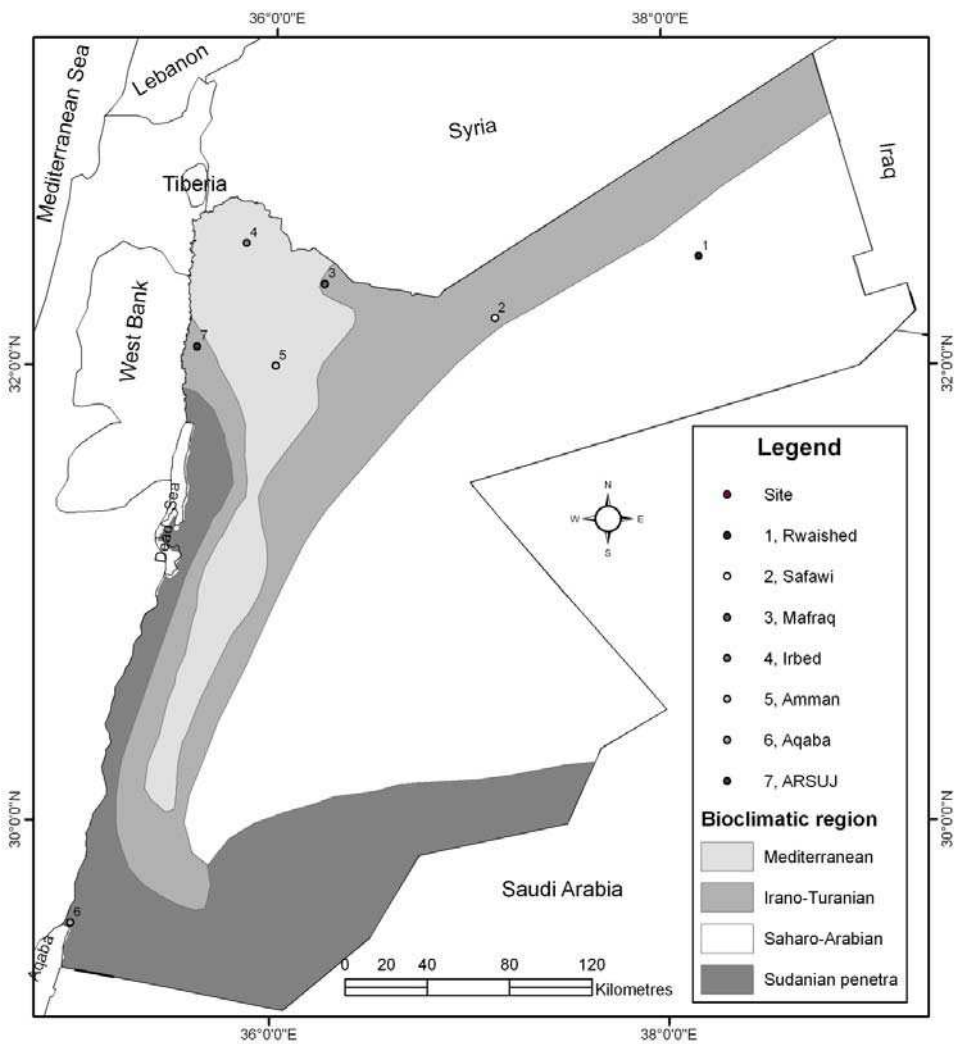 36°0'0"E
38°0'0"E
Mediterranean Sea
Lebanon
Syria
Iraq
Tiberia
4
1
3
2
West Bank
7
5
32°0'0"N
32°0'0"N
Dead Sea
N
W
E
S
Legend
Site
1, Rwaished
2, Safawi
3, Mafraq
4, Irbed
5, Amman
6, Aqaba
7, ARSUJ
Bioclimatic region
Mediterranean
Irano-Turanian
Saharo-Arabian
Sudanian penetra
30°0'0"N
30°0'0"N
Saudi Arabia
6
Aqaba
0 20 40 80 120
Kilometres
36°0'0"E
38°0'0"E